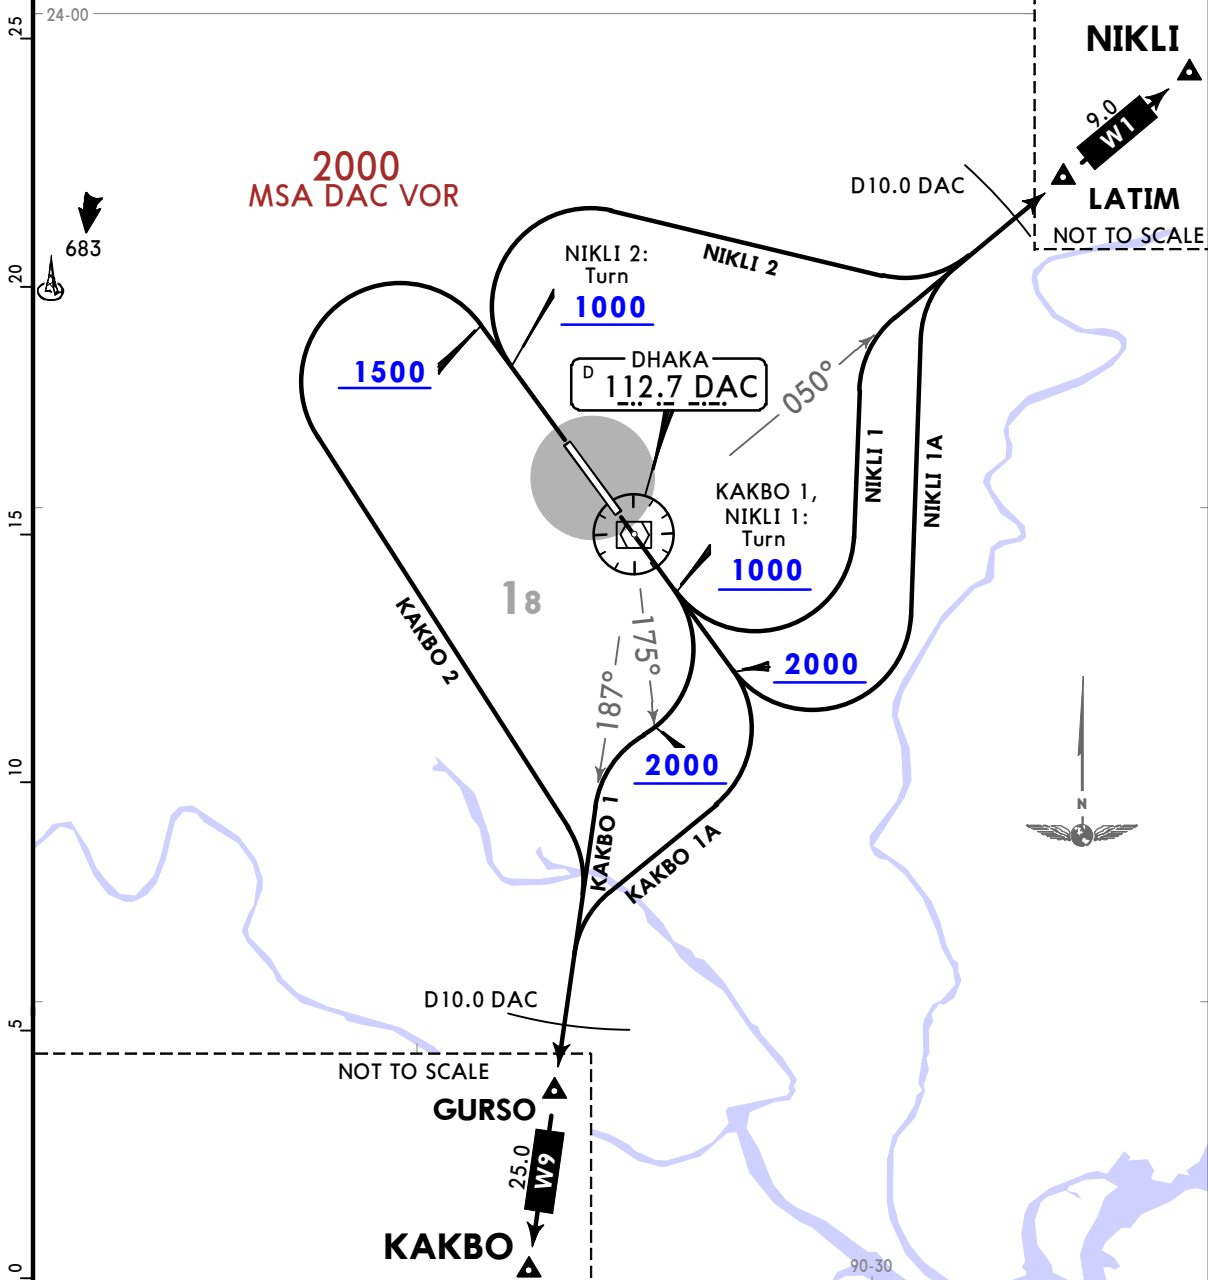 24-00
25
NIKLI
9.0
W1
2000
MSA DAC VOR
D10.0 DAC
LATIM
NOT TO SCALE
683
NIKLI 2:
Turn
1000
NIKLI 2
20
1500
DHAKA
D 112.7 DAC
050°
NIKLI 1
NIKLI 1A
KAKBO 1,
NIKLI 1:
Turn
1000
15
18
KAKBO 2
175°
187°
2000
2000
N
10
KAKBO 1
KAKBO 1A
D10.0 DAC
5
NOT TO SCALE
GURSO
25.0
W9
KAKBO
90-30
0